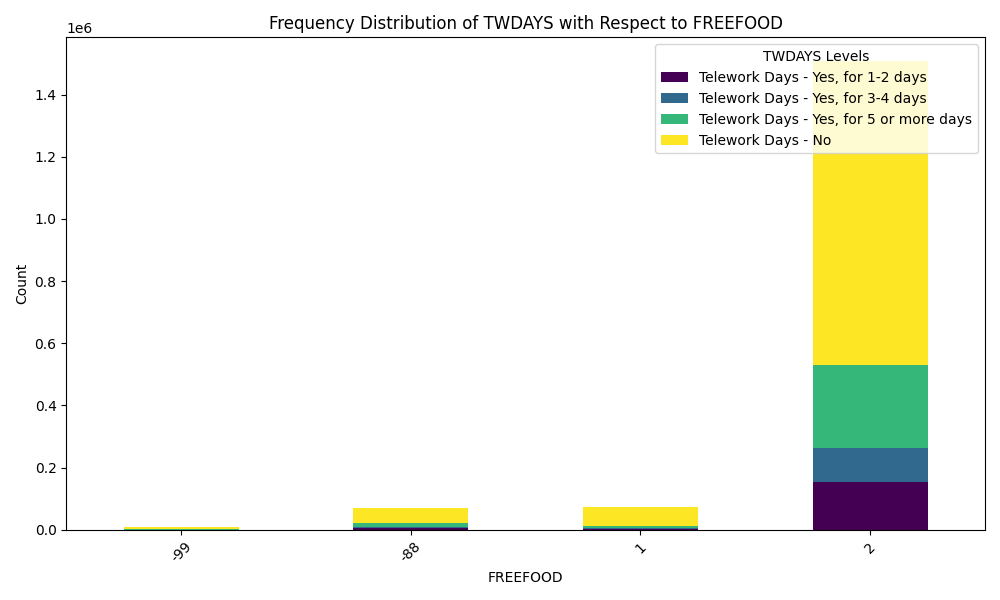 Frequency Distribution of TWDAYS with Respect to FREEFOOD
1e6
TWDAYS Levels
Telework Days - Yes, for 1-2 days
Telework Days - Yes, for 3-4 days
Telework Days - Yes, for 5 or more days
Telework Days - No
1.4
1.2
1.0
0.8
0.6
0.4
0.2
0.0
Count
-99
-88
1
2
FREEFOOD